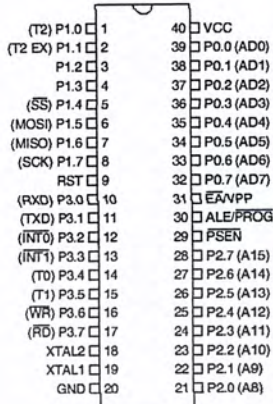 (T2) P1.0 1 40 VCC
(T2 EX) P1.1 2 39 P0.0 (AD0)
P1.2 3 38 P0.1 (AD1)
P1.3 4 37 P0.2 (AD2)
(SS) P1.4 5 36 P0.3 (AD3)
(MOSI) P1.5 6 35 P0.4 (AD4)
(MISO) P1.6 7 34 P0.5 (AD5)
(SCK) P1.7 8 33 P0.6 (AD6)
RST 9 32 P0.7 (AD7)
(RXD) P3.0 10 31 EA/VPP
(TXD) P3.1 11 30 ALE/PROG
(INT0) P3.2 12 29 PSEN
(INT1) P3.3 13 28 P2.7 (A15)
(T0) P3.4 14 27 P2.6 (A14)
(T1) P3.5 15 26 P2.5 (A13)
(WR) P3.6 16 25 P2.4 (A12)
(RD) P3.7 17 24 P2.3 (A11)
XTAL2 18 23 P2.2 (A10)
XTAL1 19 22 P2.1 (A9)
GND 20 21 P2.0 (A8)